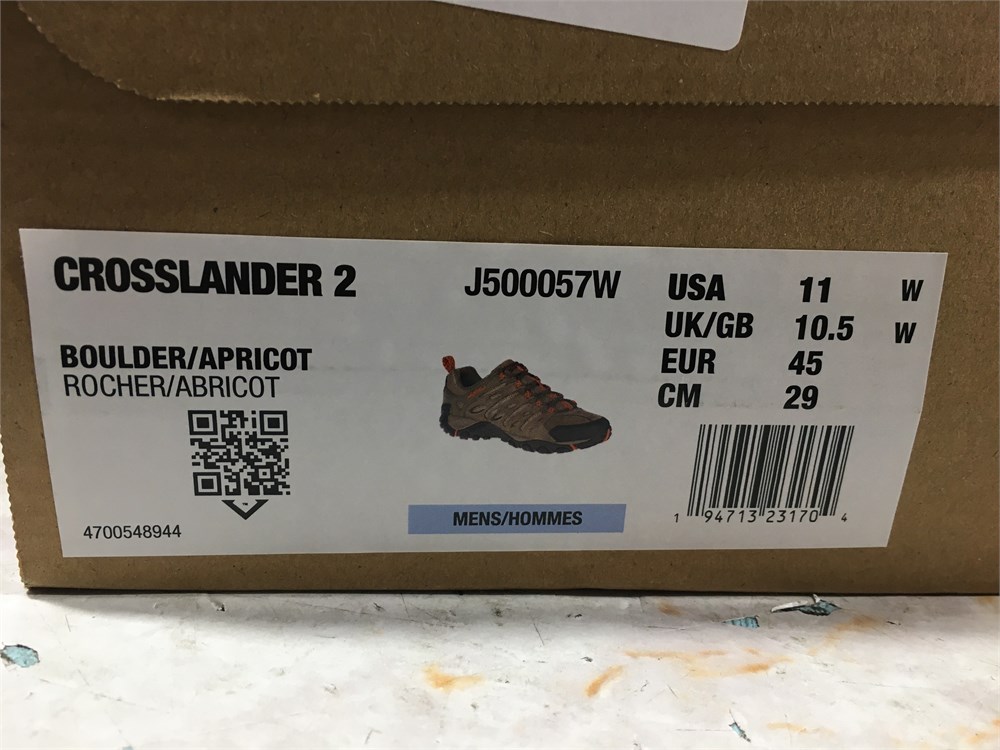 CROSSLANDER 2 J500057W
USA 11 W
UK/GB 10.5 W
EUR 45
CM 29
BOULDER/APRICOT
ROCHER/ABRICOT
4700548944
MENS/HOMMES
1 94713 23170 4